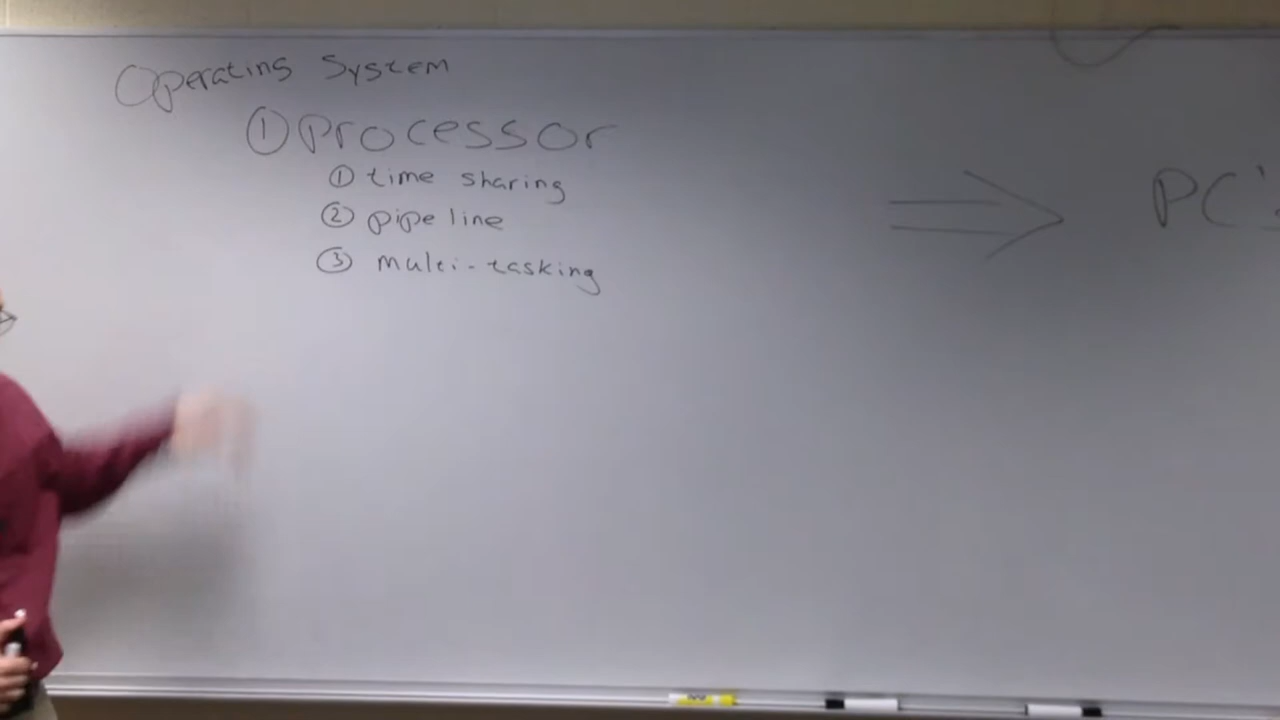 Operating System
① Processor
① time sharing
② pipe line
③ multi-tasking
⇒ PC's